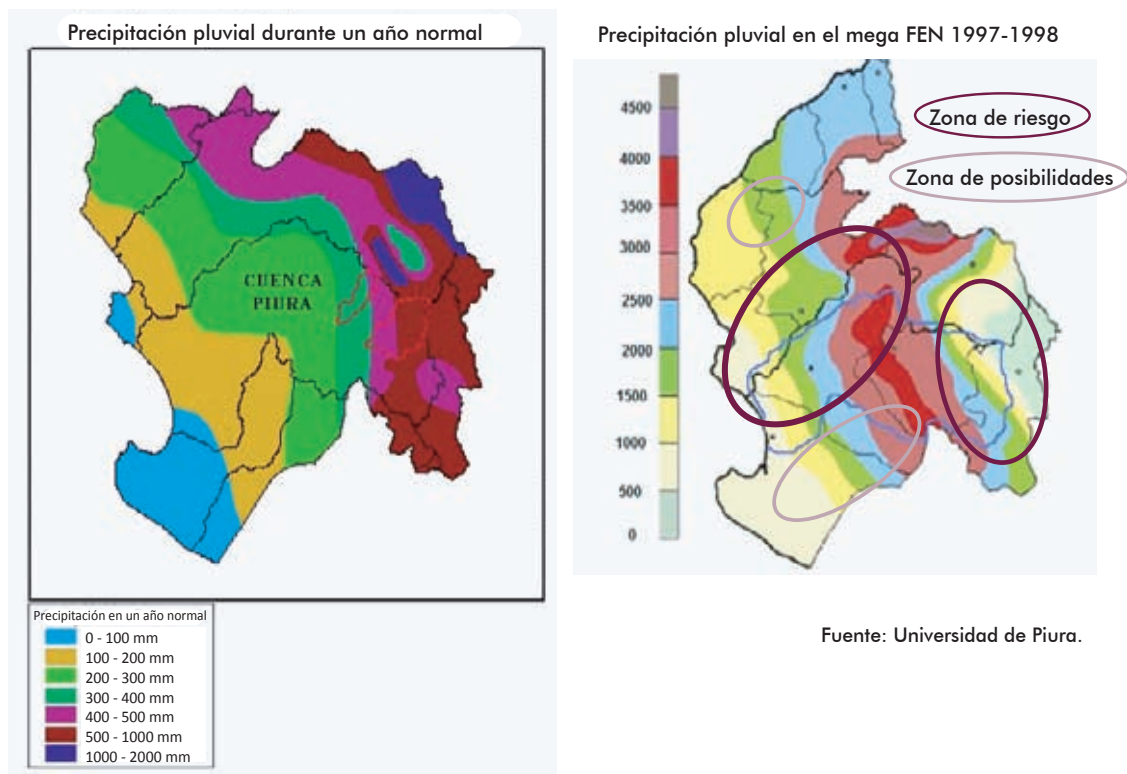 Precipitación pluvial durante un año normal
CUENCA
PIURA
Precipitación en un año normal
0 - 100 mm
100 - 200 mm
200 - 300 mm
300 - 400 mm
400 - 500 mm
500 - 1000 mm
1000 - 2000 mm
Precipitación pluvial en el mega FEN 1997-1998
4500
4000
3500
3000
2500
2000
1500
1000
500
0
Zona de riesgo
Zona de posibilidades
Fuente: Universidad de Piura.